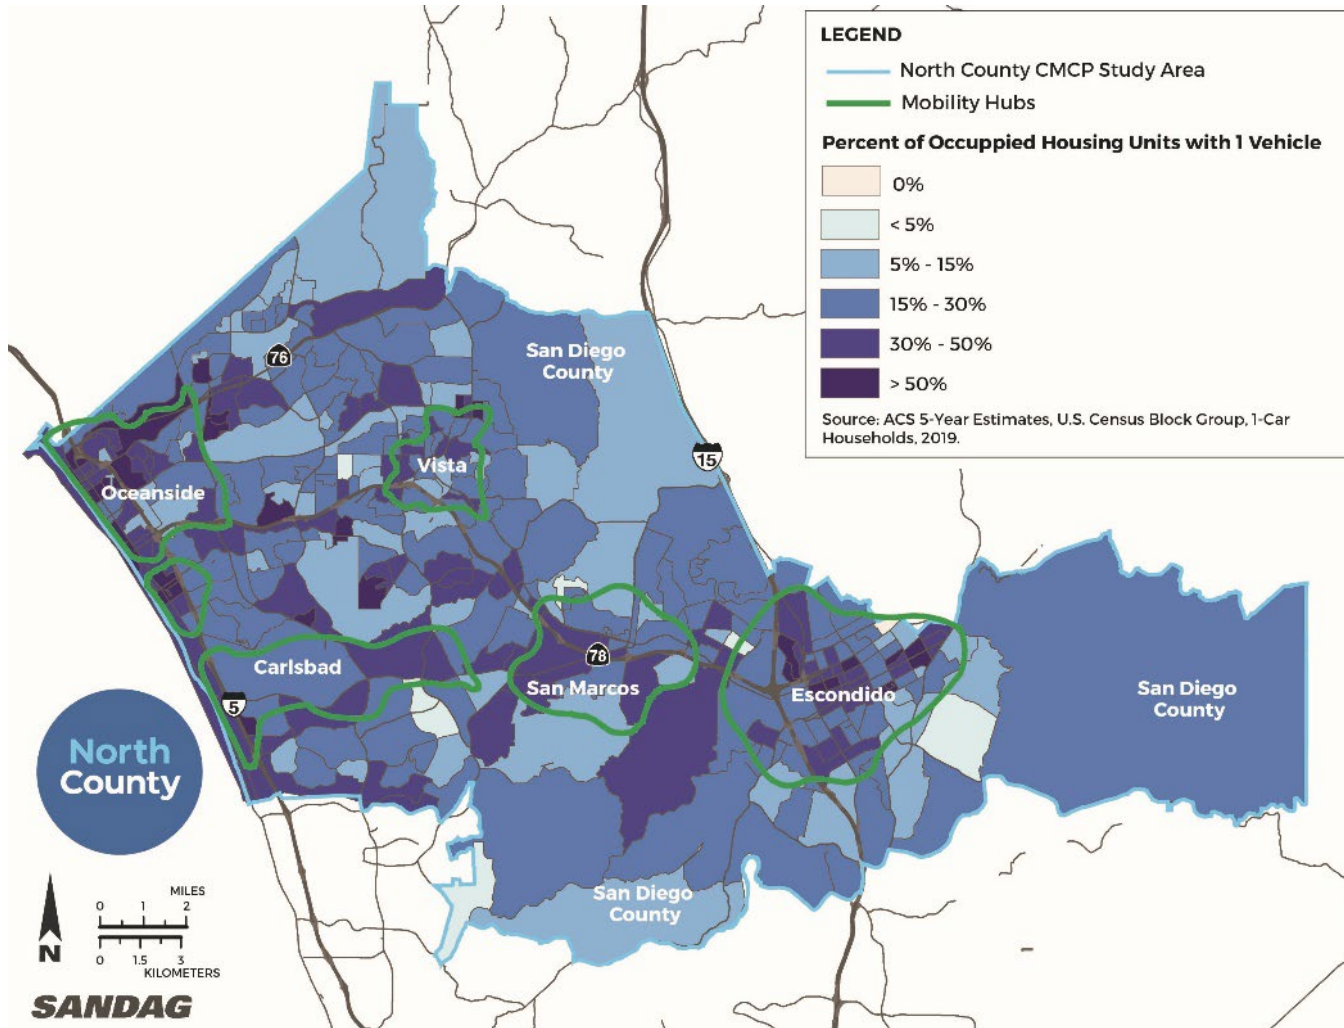 LEGEND
North County CMCP Study Area
Mobility Hubs
Percent of Occuppied Housing Units with 1 Vehicle
0%
< 5%
5% - 15%
15% - 30%
30% - 50%
> 50%
Source: ACS 5-Year Estimates, U.S. Census Block Group, 1-Car
Households, 2019.
76
San Diego
County
15
Vista
Oceanside
78
Carlsbad
San Marcos
Escondido
San Diego
County
5
North
County
San Diego
County
MILES
0 1 2
N
0 1.5 3
KILOMETERS
SANDAG